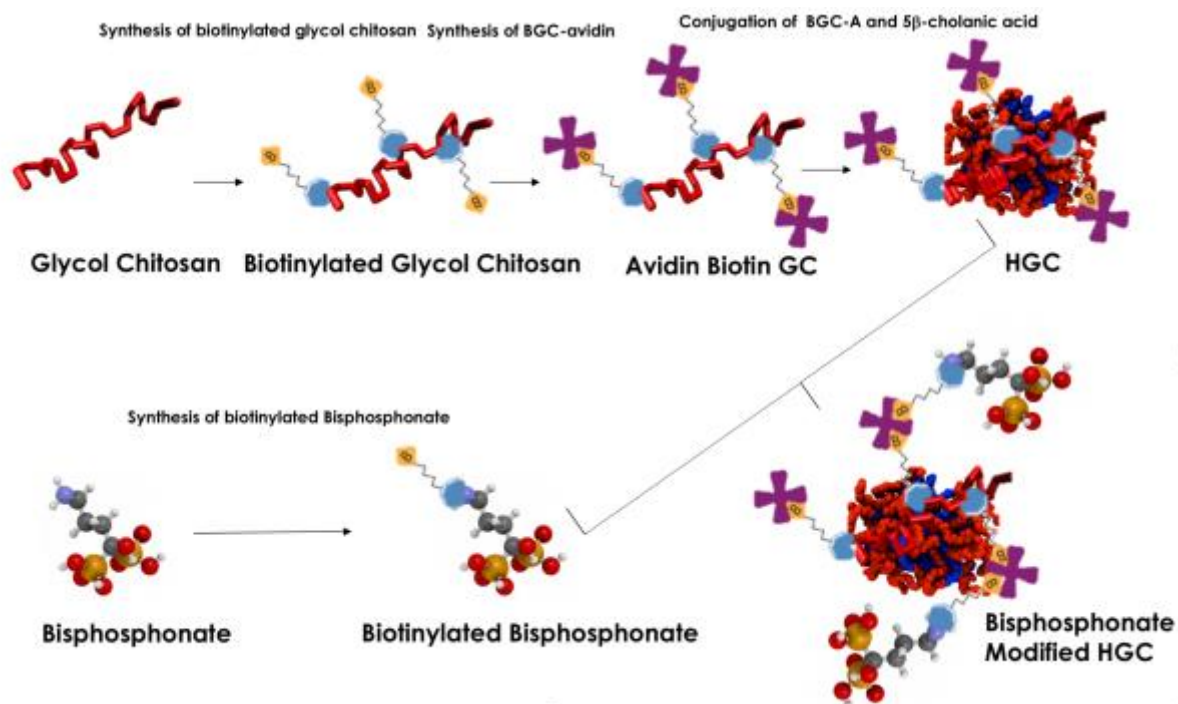 Synthesis of biotinylated glycol chitosan
Synthesis of BGC-avidin
Conjugation of BGC-A and 5β-cholanic acid
B
B
B
B
B
B
B
B
B
Glycol Chitosan
Biotinylated Glycol Chitosan
Avidin Biotin GC
HGC
Synthesis of biotinylated Bisphosphonate
B
B
B
B
B
B
Bisphosphonate
Biotinylated Bisphosphonate
Bisphosphonate
Modified HGC